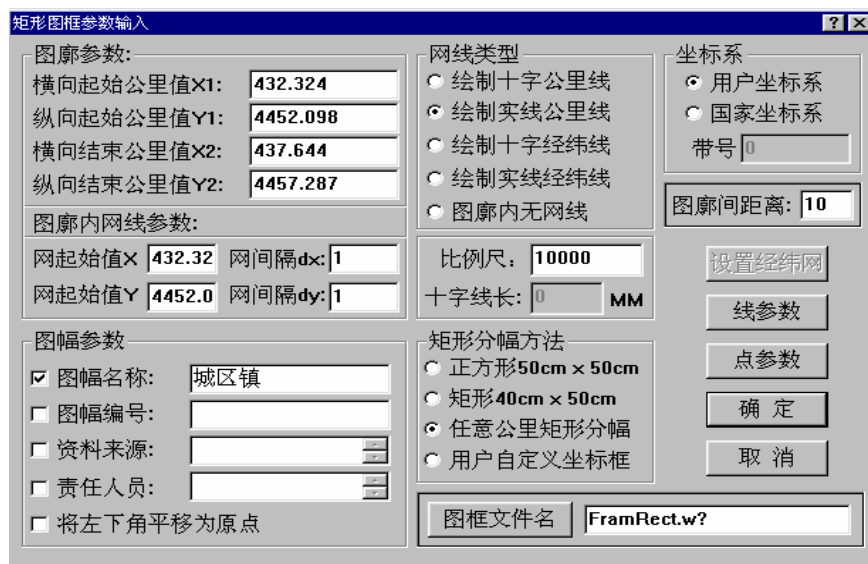 矩形图框参数输入
图廓参数:
横向起始公里值X1: 432.324
纵向起始公里值Y1: 4452.098
横向结束公里值X2: 437.644
纵向结束公里值Y2: 4457.287
图廓内网线参数:
网起始值X 432.32 网间隔dx: 1
网起始值Y 4452.0 网间隔dy: 1
图幅参数
图幅名称: 城区镇
图幅编号:
资料来源:
责任人员:
将左下角平移为原点
网线类型
绘制十字公里线
绘制实线公里线
绘制十字经纬线
绘制实线经纬线
图廓内无网线
比例尺: 10000
十字线长: 0 MM
矩形分幅方法
正方形50cm x 50cm
矩形40cm x 50cm
任意公里矩形分幅
用户自定义坐标框
坐标系
用户坐标系
国家坐标系
带号 0
图廓间距离: 10
设置经纬网
线参数
点参数
确 定
取 消
图框文件名 FramRect.w?